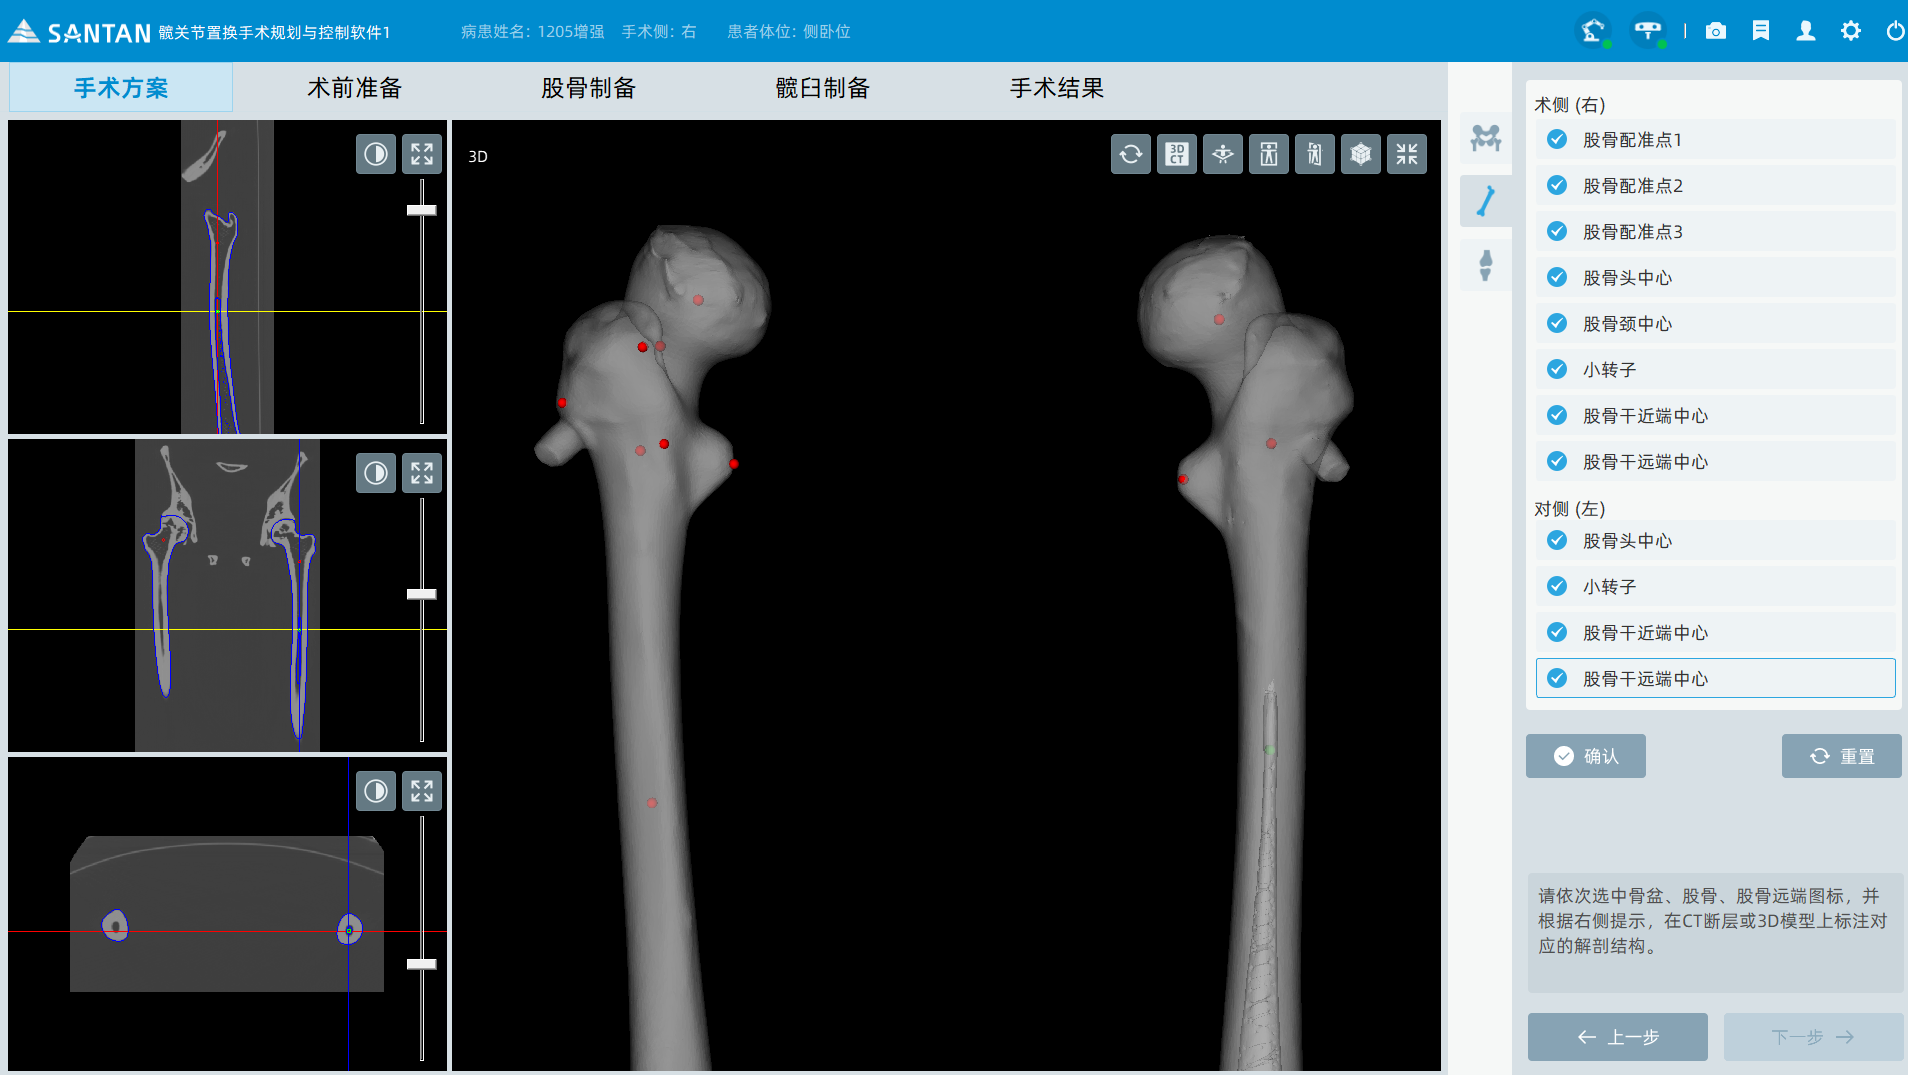 SANTAN 髋关节置换手术规划与控制软件1
病患姓名: 1205增强 手术侧: 右 患者体位: 侧卧位
手术方案 术前准备 股骨制备 髋臼制备 手术结果
3D
3D CT
术侧 (右)
股骨配准点1
股骨配准点2
股骨配准点3
股骨头中心
股骨颈中心
小转子
股骨干近端中心
股骨干远端中心
对侧 (左)
股骨头中心
小转子
股骨干近端中心
股骨干远端中心
确认 重置
请依次选中骨盆、股骨、股骨远端图标，并
根据右侧提示，在CT断层或3D模型上标注对
应的解剖结构。
上一步 下一步